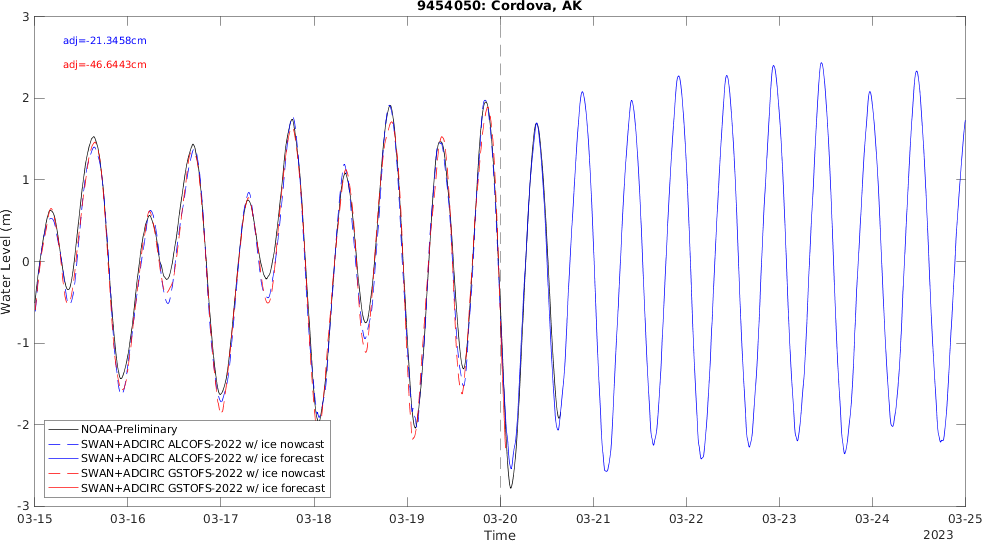 9454050: Cordova, AK
adj=-21.3458cm
adj=-46.6443cm
Water Level (m)
3
2
1
0
-1
-2
-3
NOAA-Preliminary
SWAN+ADCIRC ALCOFS-2022 w/ ice nowcast
SWAN+ADCIRC ALCOFS-2022 w/ ice forecast
SWAN+ADCIRC GSTOFS-2022 w/ ice nowcast
SWAN+ADCIRC GSTOFS-2022 w/ ice forecast
03-15 03-16 03-17 03-18 03-19 03-20 03-21 03-22 03-23 03-24 03-25
Time
2023